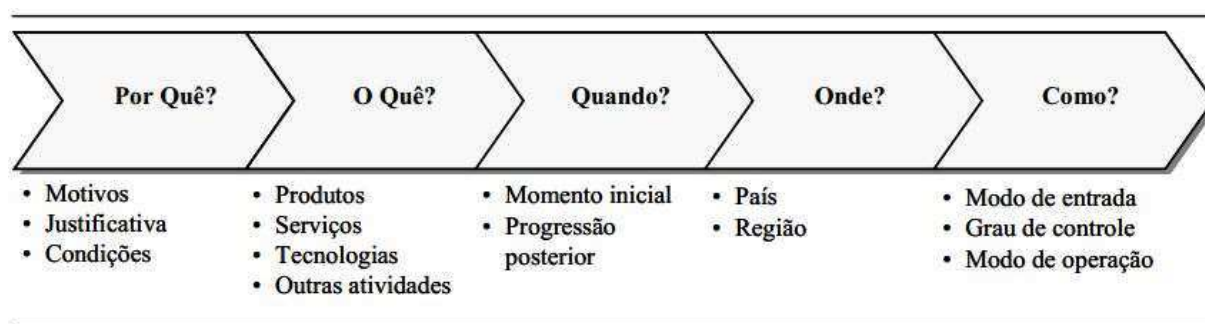 Por Quê?
O Quê?
Quando?
Onde?
Como?
• Motivos
• Justificativa
• Condições
• Produtos
• Serviços
• Tecnologias
• Outras atividades
• Momento inicial
• Progressão
posterior
• País
• Região
• Modo de entrada
• Grau de controle
• Modo de operação